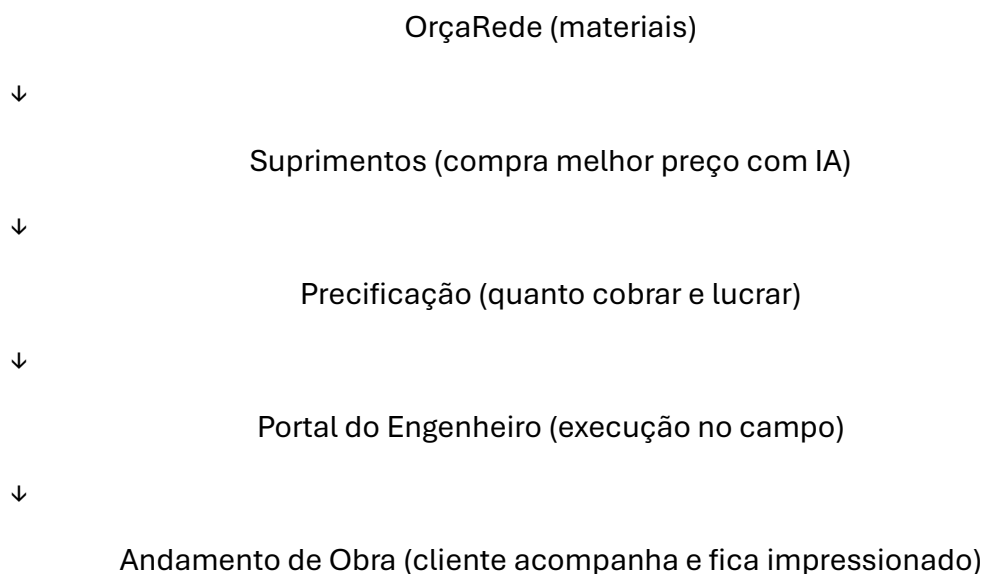 OrçaRede (materiais)
↓
Suprimentos (compra melhor preço com IA)
↓
Precificação (quanto cobrar e lucrar)
↓
Portal do Engenheiro (execução no campo)
↓
Andamento de Obra (cliente acompanha e fica impressionado)